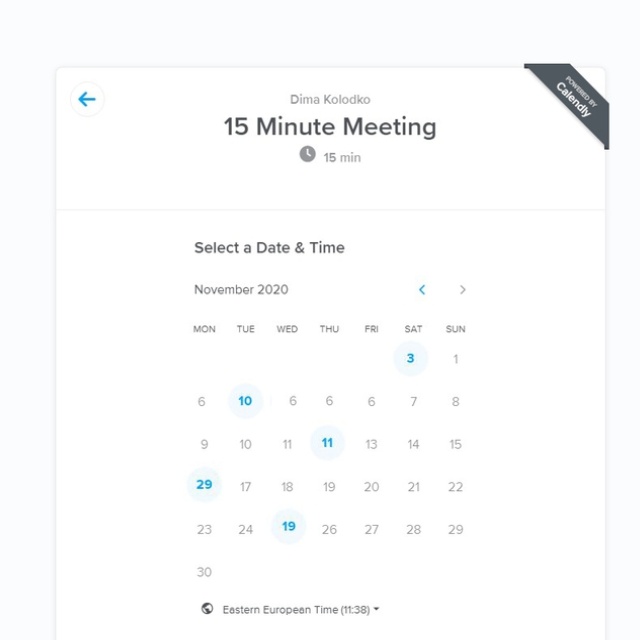 POWERED BY
Calendly
Dima Kolodko
15 Minute Meeting
15 min
Select a Date & Time
November 2020
MON TUE WED THU FRI SAT SUN
3 1
6 10 6 6 6 7 8
9 10 11 11 13 14 15
29 17 18 19 20 21 22
23 24 19 26 27 28 29
30
Eastern European Time (11:38)